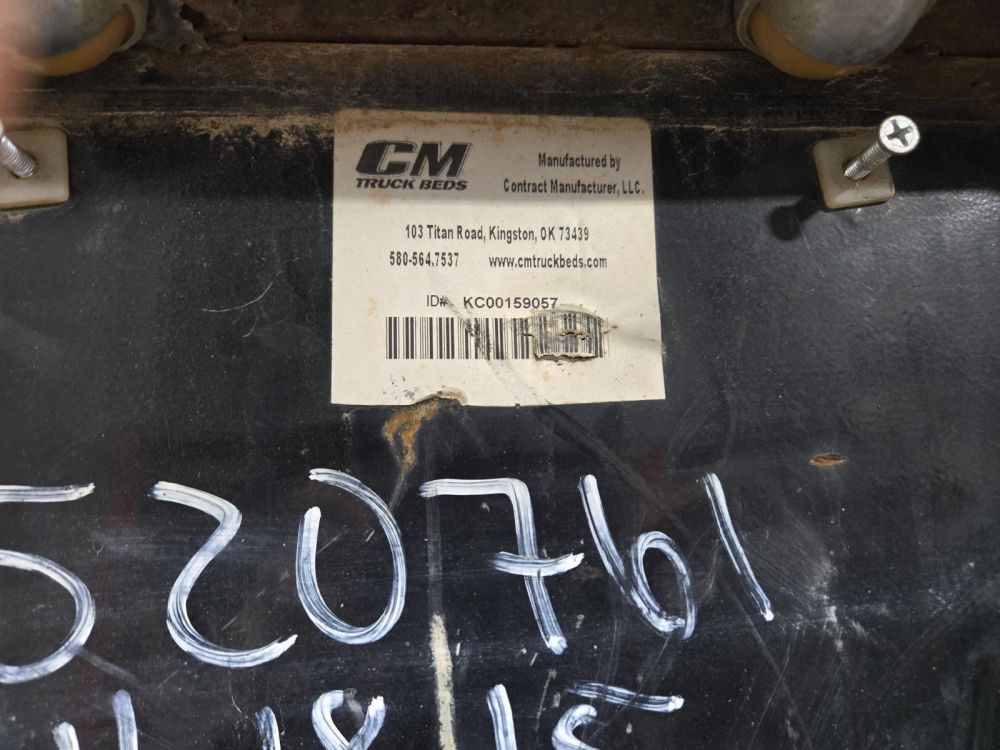 CM
TRUCK BEDS
Manufactured by
Contract Manufacturer, LLC.
103 Titan Road, Kingston, OK 73439
580-564.7537 www.cmtruckbeds.com
ID# KC00159057
520761